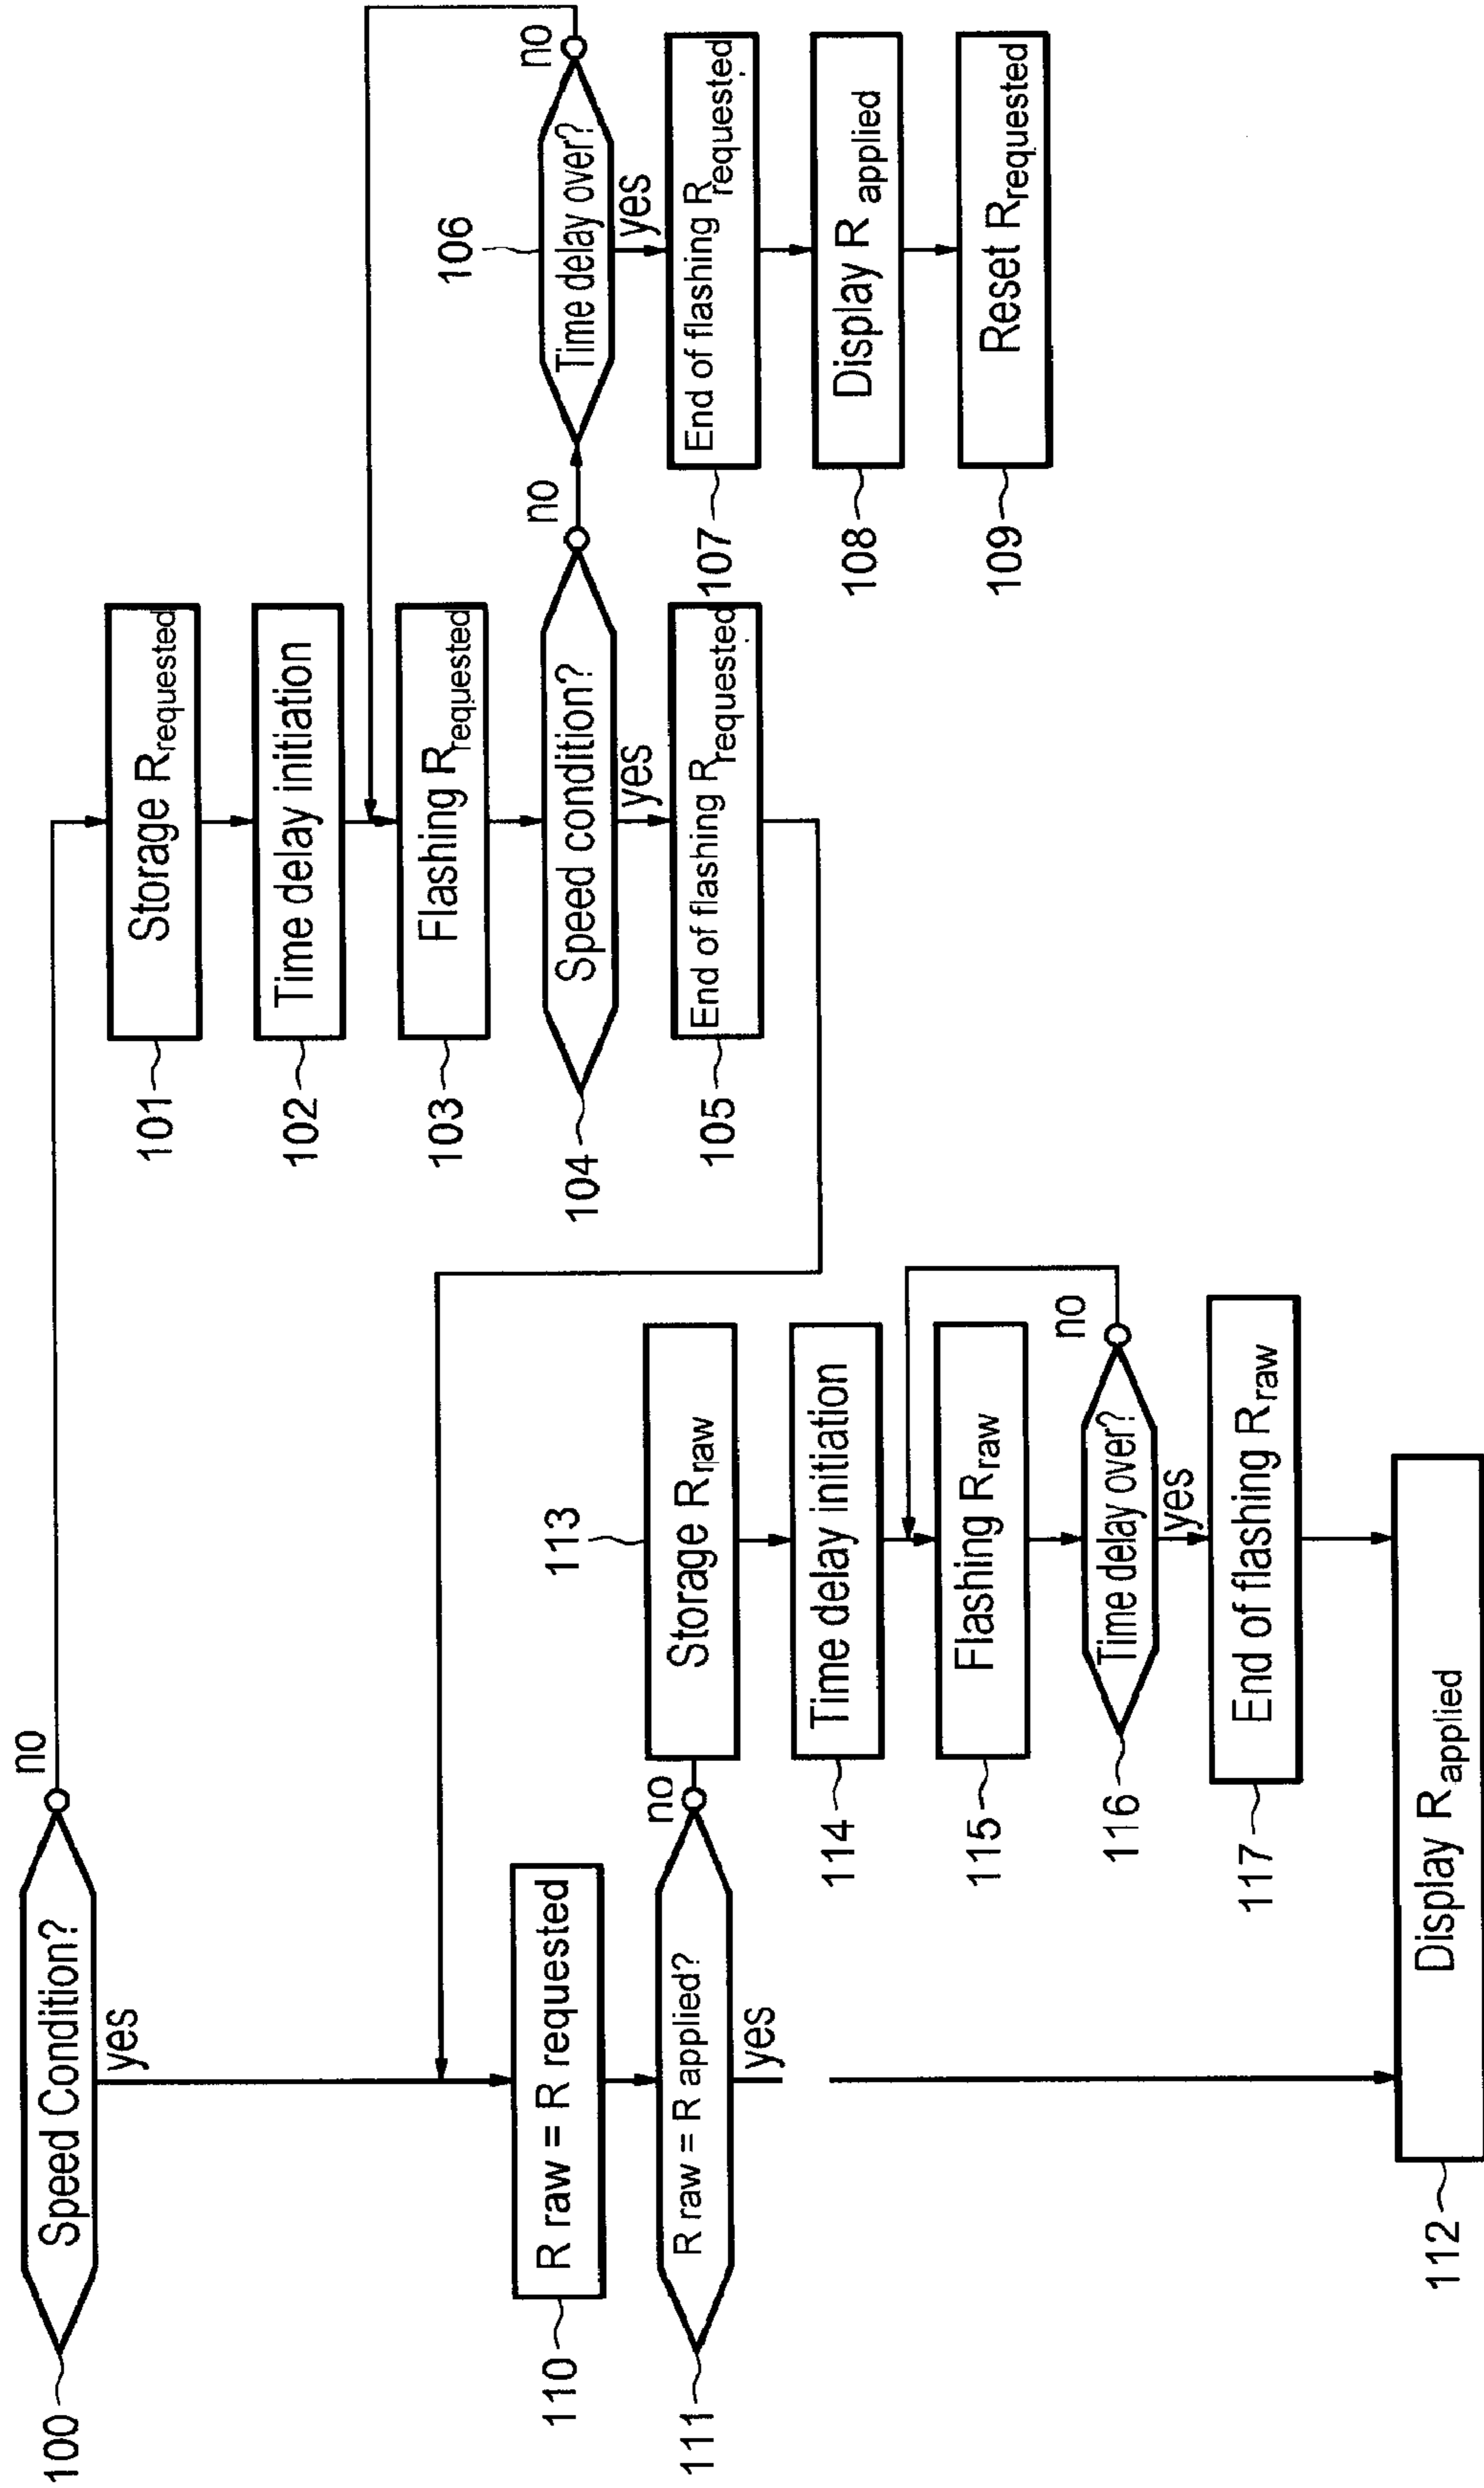 100
Speed Condition?
no
yes
101
Storage Rrequested
102
Time delay initiation
103
Flashing Rrequested
104
Speed condition?
no
yes
105
End of flashing Rrequested
106
Time delay over?
no
yes
107
End of flashing Rrequested
108
Display R applied
109
Reset Rrequested
110
R raw = R requested
111
R raw = R applied?
no
yes
113
Storage Rraw
114
Time delay initiation
115
Flashing Rraw
116
Time delay over?
no
yes
117
End of flashing Rraw
112
Display Rapplied